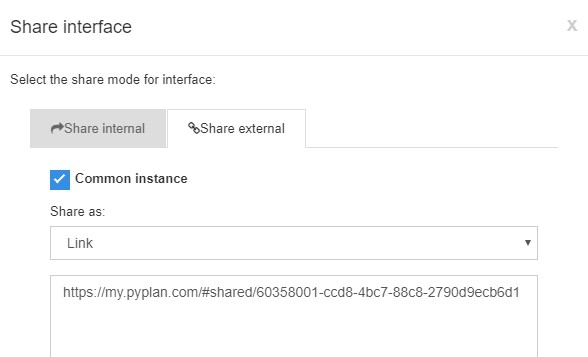 Share interface
x
Select the share mode for interface:
Share internal
Share external
Common instance
Share as:
Link
https://my.pyplan.com/#shared/60358001-ccd8-4bc7-88c8-2790d9ecb6d1